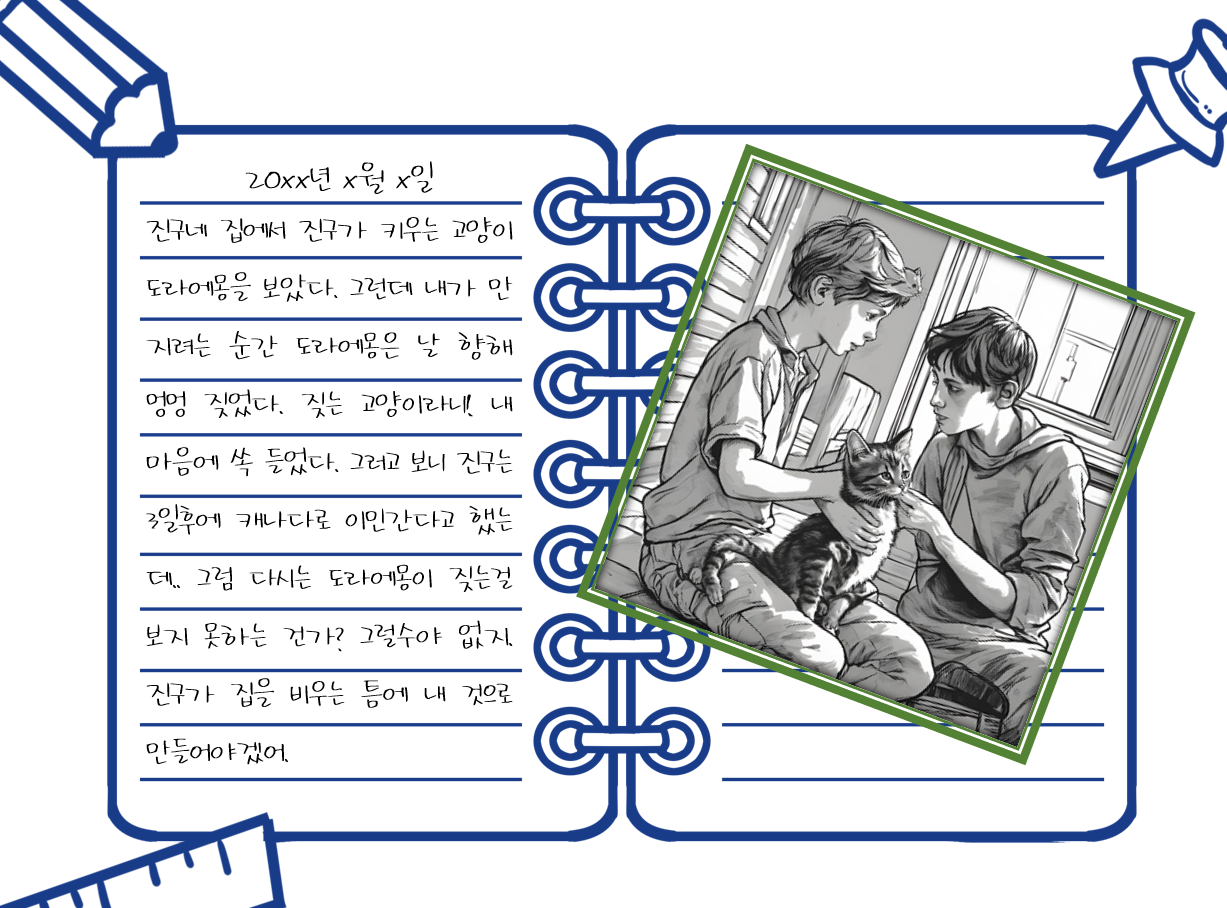 20xx년 x월 x일
진구네 집에서 진구가 키우는 고양이
도라에몽을 보았다. 그런데 내가 만
지려는 순간 도라에몽은 날 향해
멍멍 짖었다. 짖는 고양이라니! 내
마음에 쏙 들었다. 그러고 보니 진구는
3일후에 캐나다로 이민간다고 했는
데.. 그럼 다시는 도라에몽이 짖는걸
보지 못하는 건가? 그럴수야 없지.
진구가 집을 비우는 틈에 내 것으로
만들어야겠어.